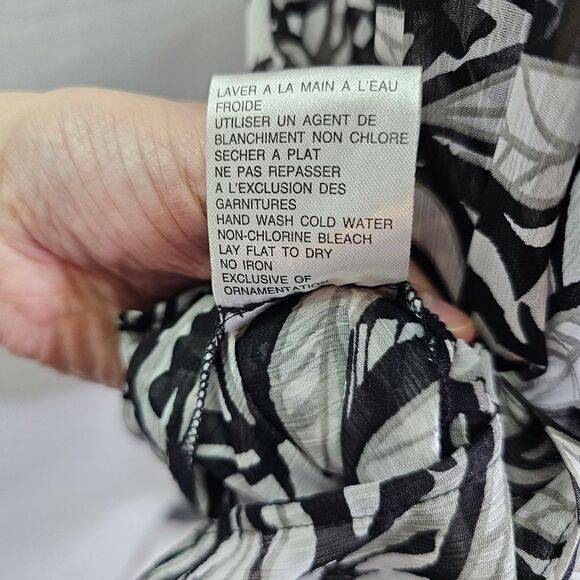 LAVER A LA MAIN A L'EAU
FROIDE
UTILISER UN AGENT DE
BLANCHIMENT NON CHLORE
SECHER A PLAT
NE PAS REPASSER
A L'EXCLUSION DES
GARNITURES
HAND WASH COLD WATER
NON-CHLORINE BLEACH
LAY FLAT TO DRY
NO IRON
EXCLUSIVE OF
ORNAMENTATION